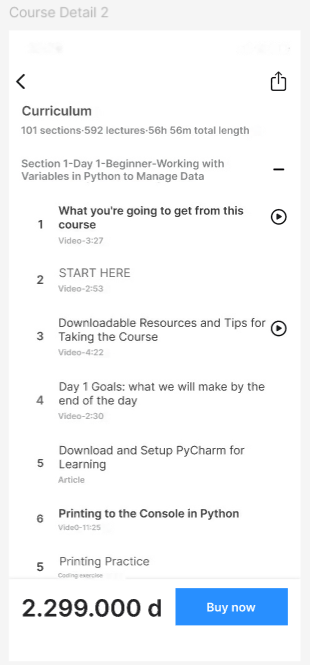 Course Detail 2
Curriculum
101 sections·592 lectures·56h 56m total length
Section 1-Day 1-Beginner-Working with
Variables in Python to Manage Data
1
What you're going to get from this
course
Video-3:27
2
START HERE
Video-2:53
3
Downloadable Resources and Tips for
Taking the Course
Video-4:22
4
Day 1 Goals: what we will make by the
end of the day
Video-2:30
5
Download and Setup PyCharm for
Learning
Article
6
Printing to the Console in Python
Vide0-11:25
5
Printing Practice
Coding exercise
2.299.000 d
Buy now